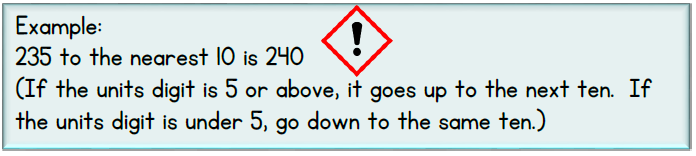 Example:
235 to the nearest 10 is 240
(If the units digit is 5 or above, it goes up to the next ten. If
the units digit is under 5, go down to the same ten.)
!